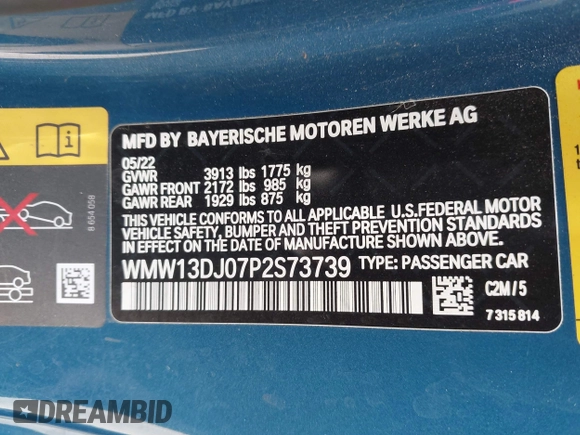 MFD BY BAYERISCHE MOTOREN WERKE AG
05/22
GVWR 3913 lbs 1775 kg
GAWR FRONT 2172 lbs 985 kg
GAWR REAR 1929 lbs 875 kg
THIS VEHICLE CONFORMS TO ALL APPLICABLE U.S.FEDERAL MOTOR
VEHICLE SAFETY, BUMPER AND THEFT PREVENTION STANDARDS
IN EFFECT ON THE DATE OF MANUFACTURE SHOWN ABOVE.
WMW13DJ07P2S73739 TYPE: PASSENGER CAR
C2M / 5
7 315 814
8 654 058
DREAMBID